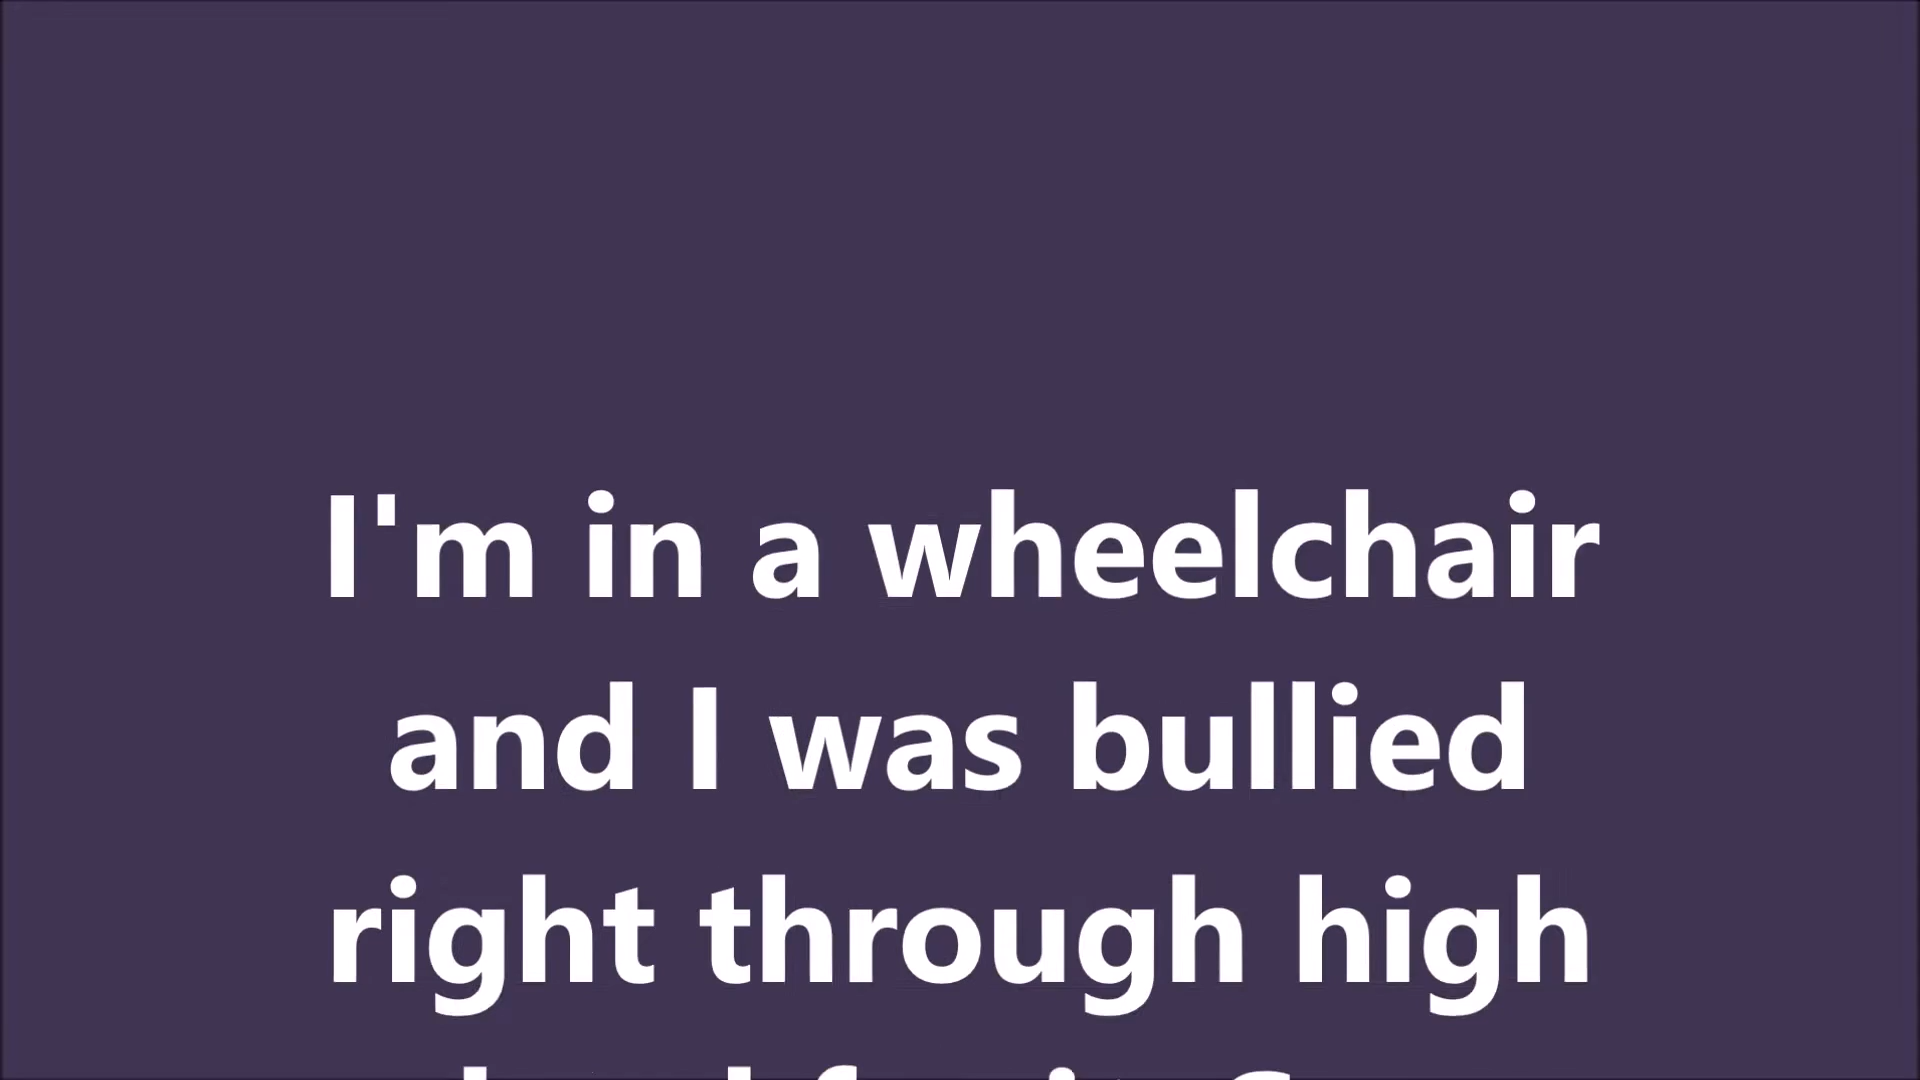 I'm in a wheelchair
and I was bullied
right through high